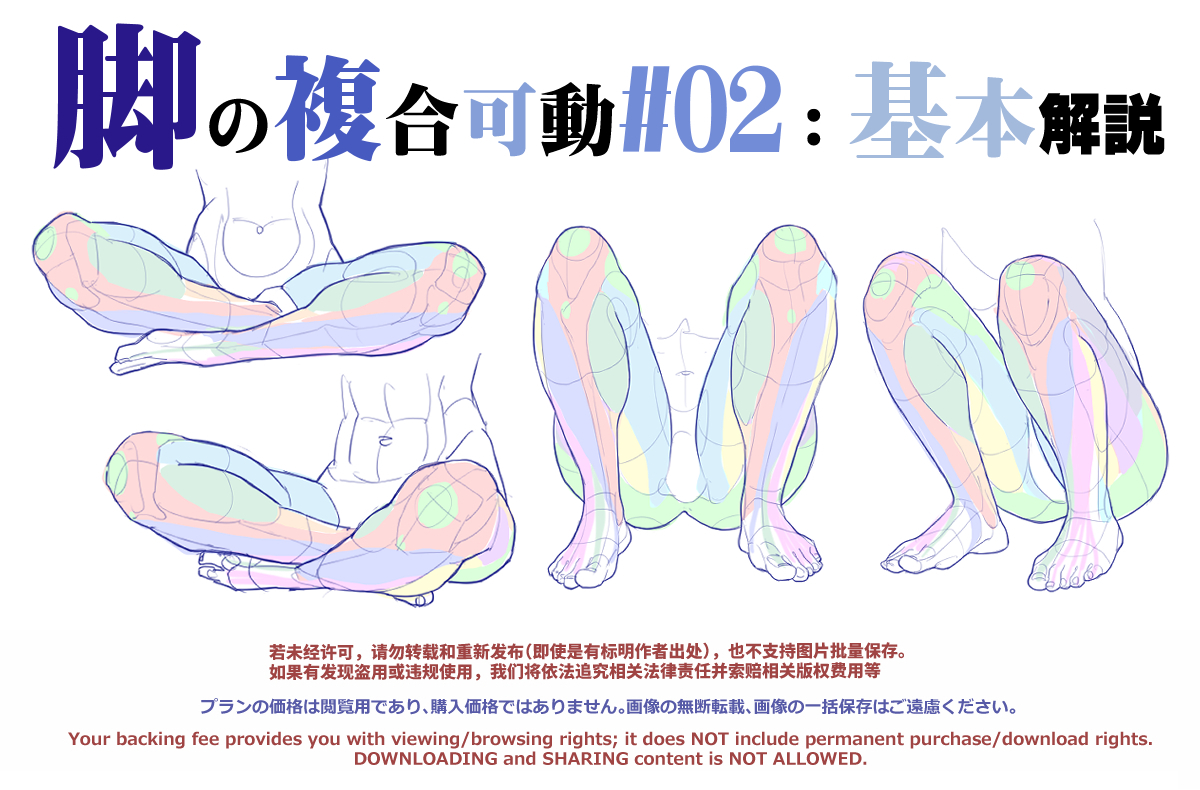 脚の複合可動#02：基本解説
若未经许可，请勿转载和重新发布(即使是有标明作者出处)，也不支持图片批量保存。
如果有发现盗用或违规使用，我们将依法追究相关法律责任并索赔相关版权费用等
プランの価格は閲覧用であり、購入価格ではありません。画像の無断転載、画像の一括保存はご遠慮ください。
Your backing fee provides you with viewing/browsing rights; it does NOT include permanent purchase/download rights.
DOWNLOADING and SHARING content is NOT ALLOWED.